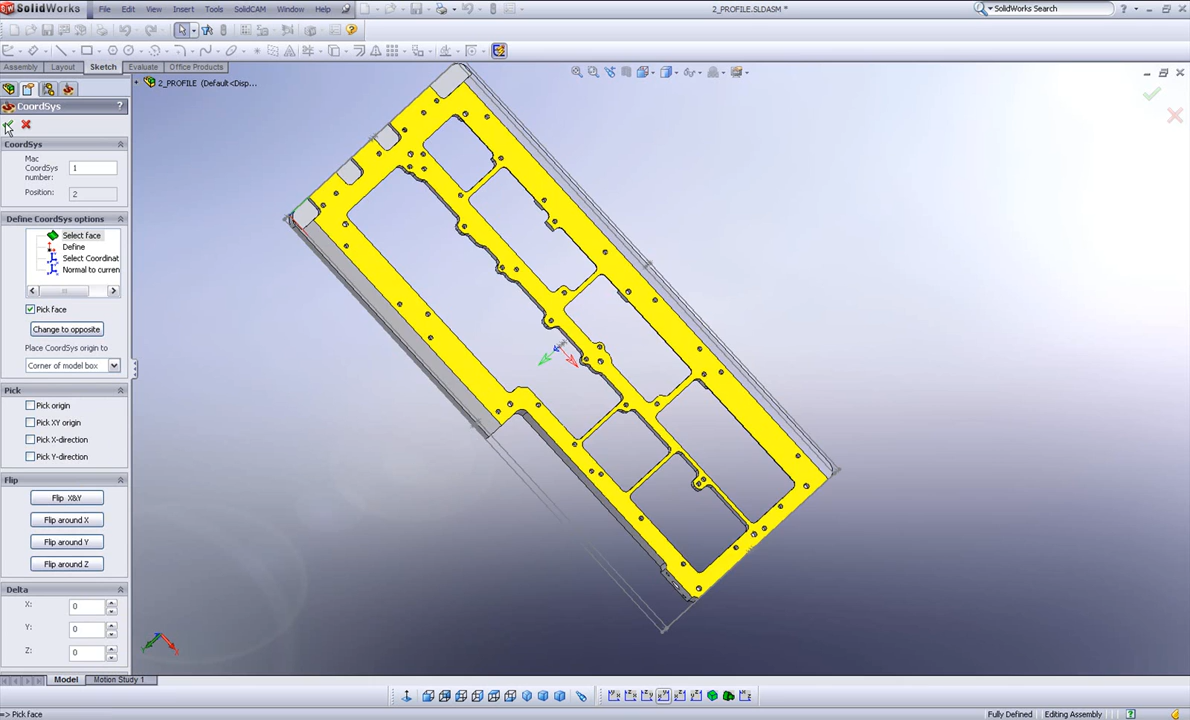 SolidWorks File Edit View Insert Tools SolidCAM Window Help 2_PROFILE.SLDASM * SolidWorks Search
Assembly Layout Sketch Evaluate Office Products
2_PROFILE (Default<Disp...
CoordSys ?
CoordSys
Mac
CoordSys
number: 1
Position: 2
Define CoordSys options
Select face
Define
Select Coordinat
Normal to curren
Pick face
Change to opposite
Place CoordSys origin to
Corner of model box
Pick
Pick origin
Pick XY origin
Pick X-direction
Pick Y-direction
Flip
Flip X&Y
Flip around X
Flip around Y
Flip around Z
Delta
X: 0
Y: 0
Z: 0
Model Motion Study 1
=> Pick face Fully Defined Editing Assembly